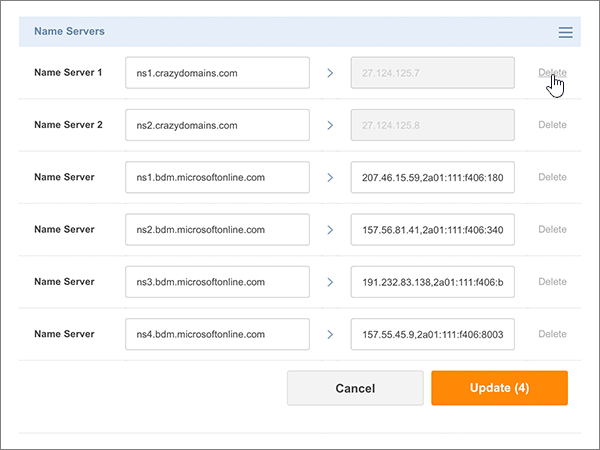 Name Servers
Name Server 1 ns1.crazydomains.com > 27.124.125.7 Delete
Name Server 2 ns2.crazydomains.com > 27.124.125.8 Delete
Name Server ns1.bdm.microsoftonline.com > 207.46.15.59,2a01:111:f406:180 Delete
Name Server ns2.bdm.microsoftonline.com > 157.56.81.41,2a01:111:f406:340 Delete
Name Server ns3.bdm.microsoftonline.com > 191.232.83.138,2a01:111:f406:b Delete
Name Server ns4.bdm.microsoftonline.com > 157.55.45.9,2a01:111:f406:8003 Delete
Cancel Update (4)